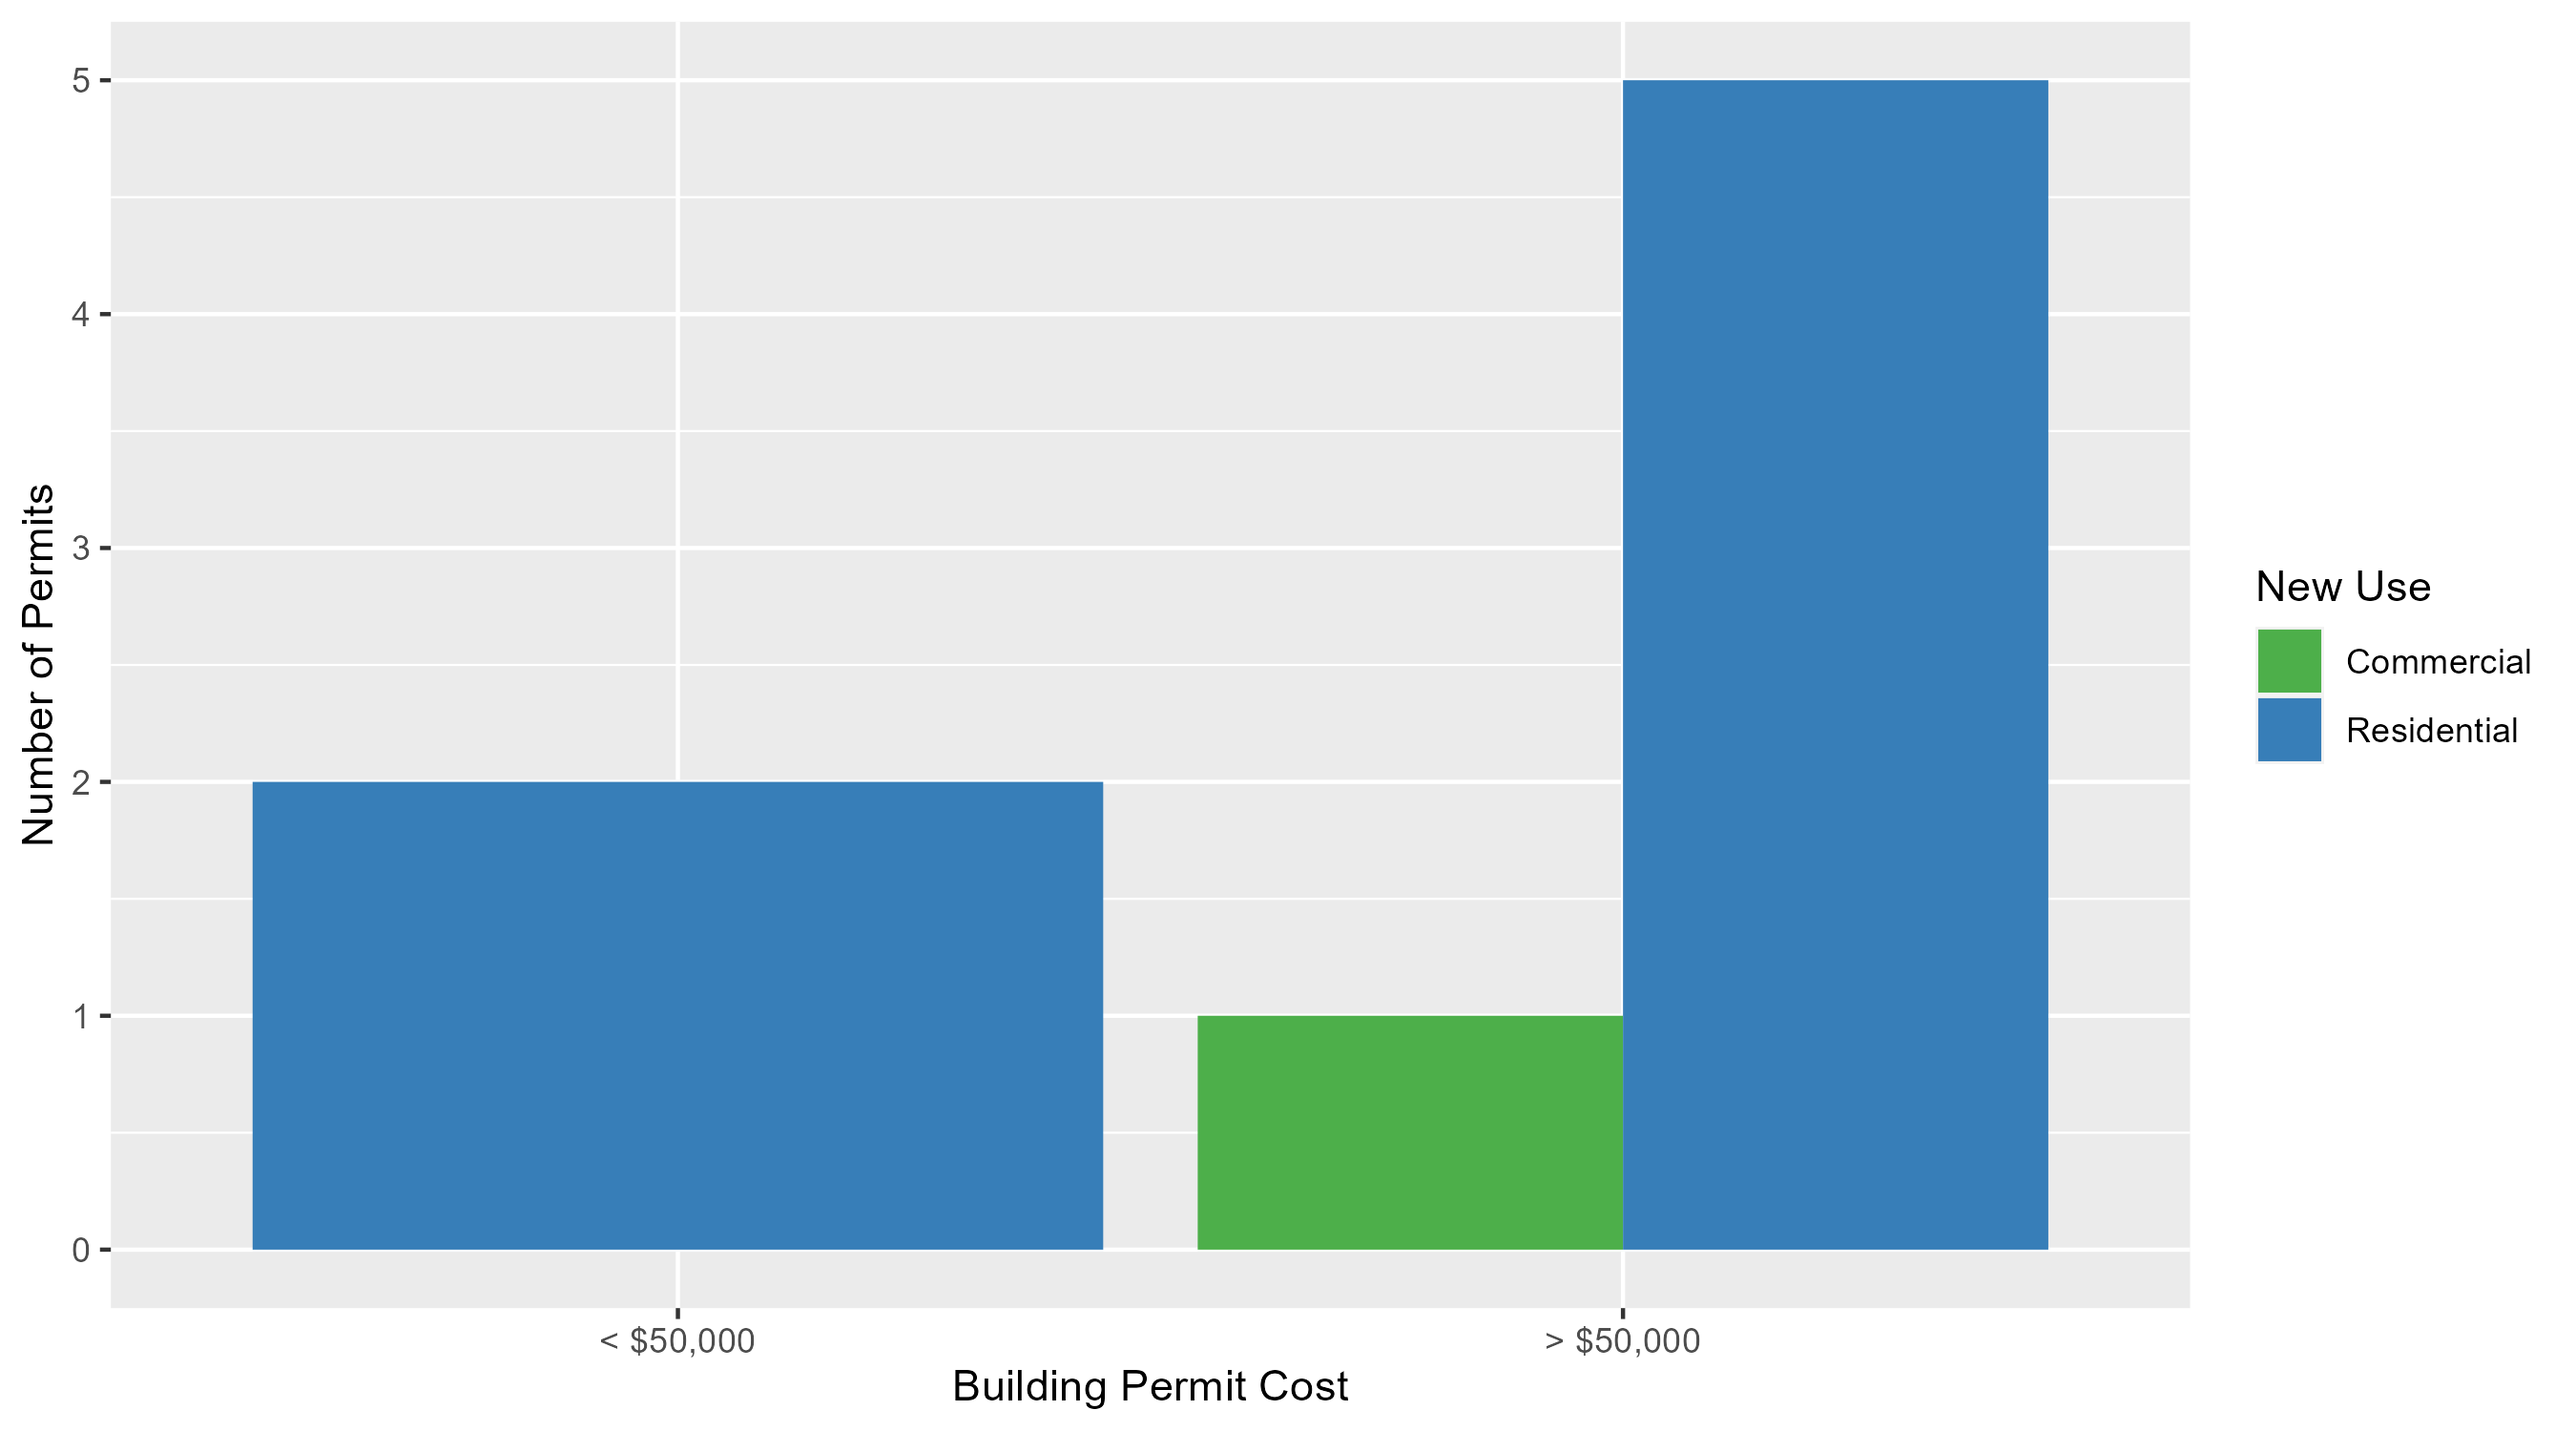 5
4
3
2
1
0
Number of Permits
< $50,000
> $50,000
Building Permit Cost
New Use
Commercial
Residential